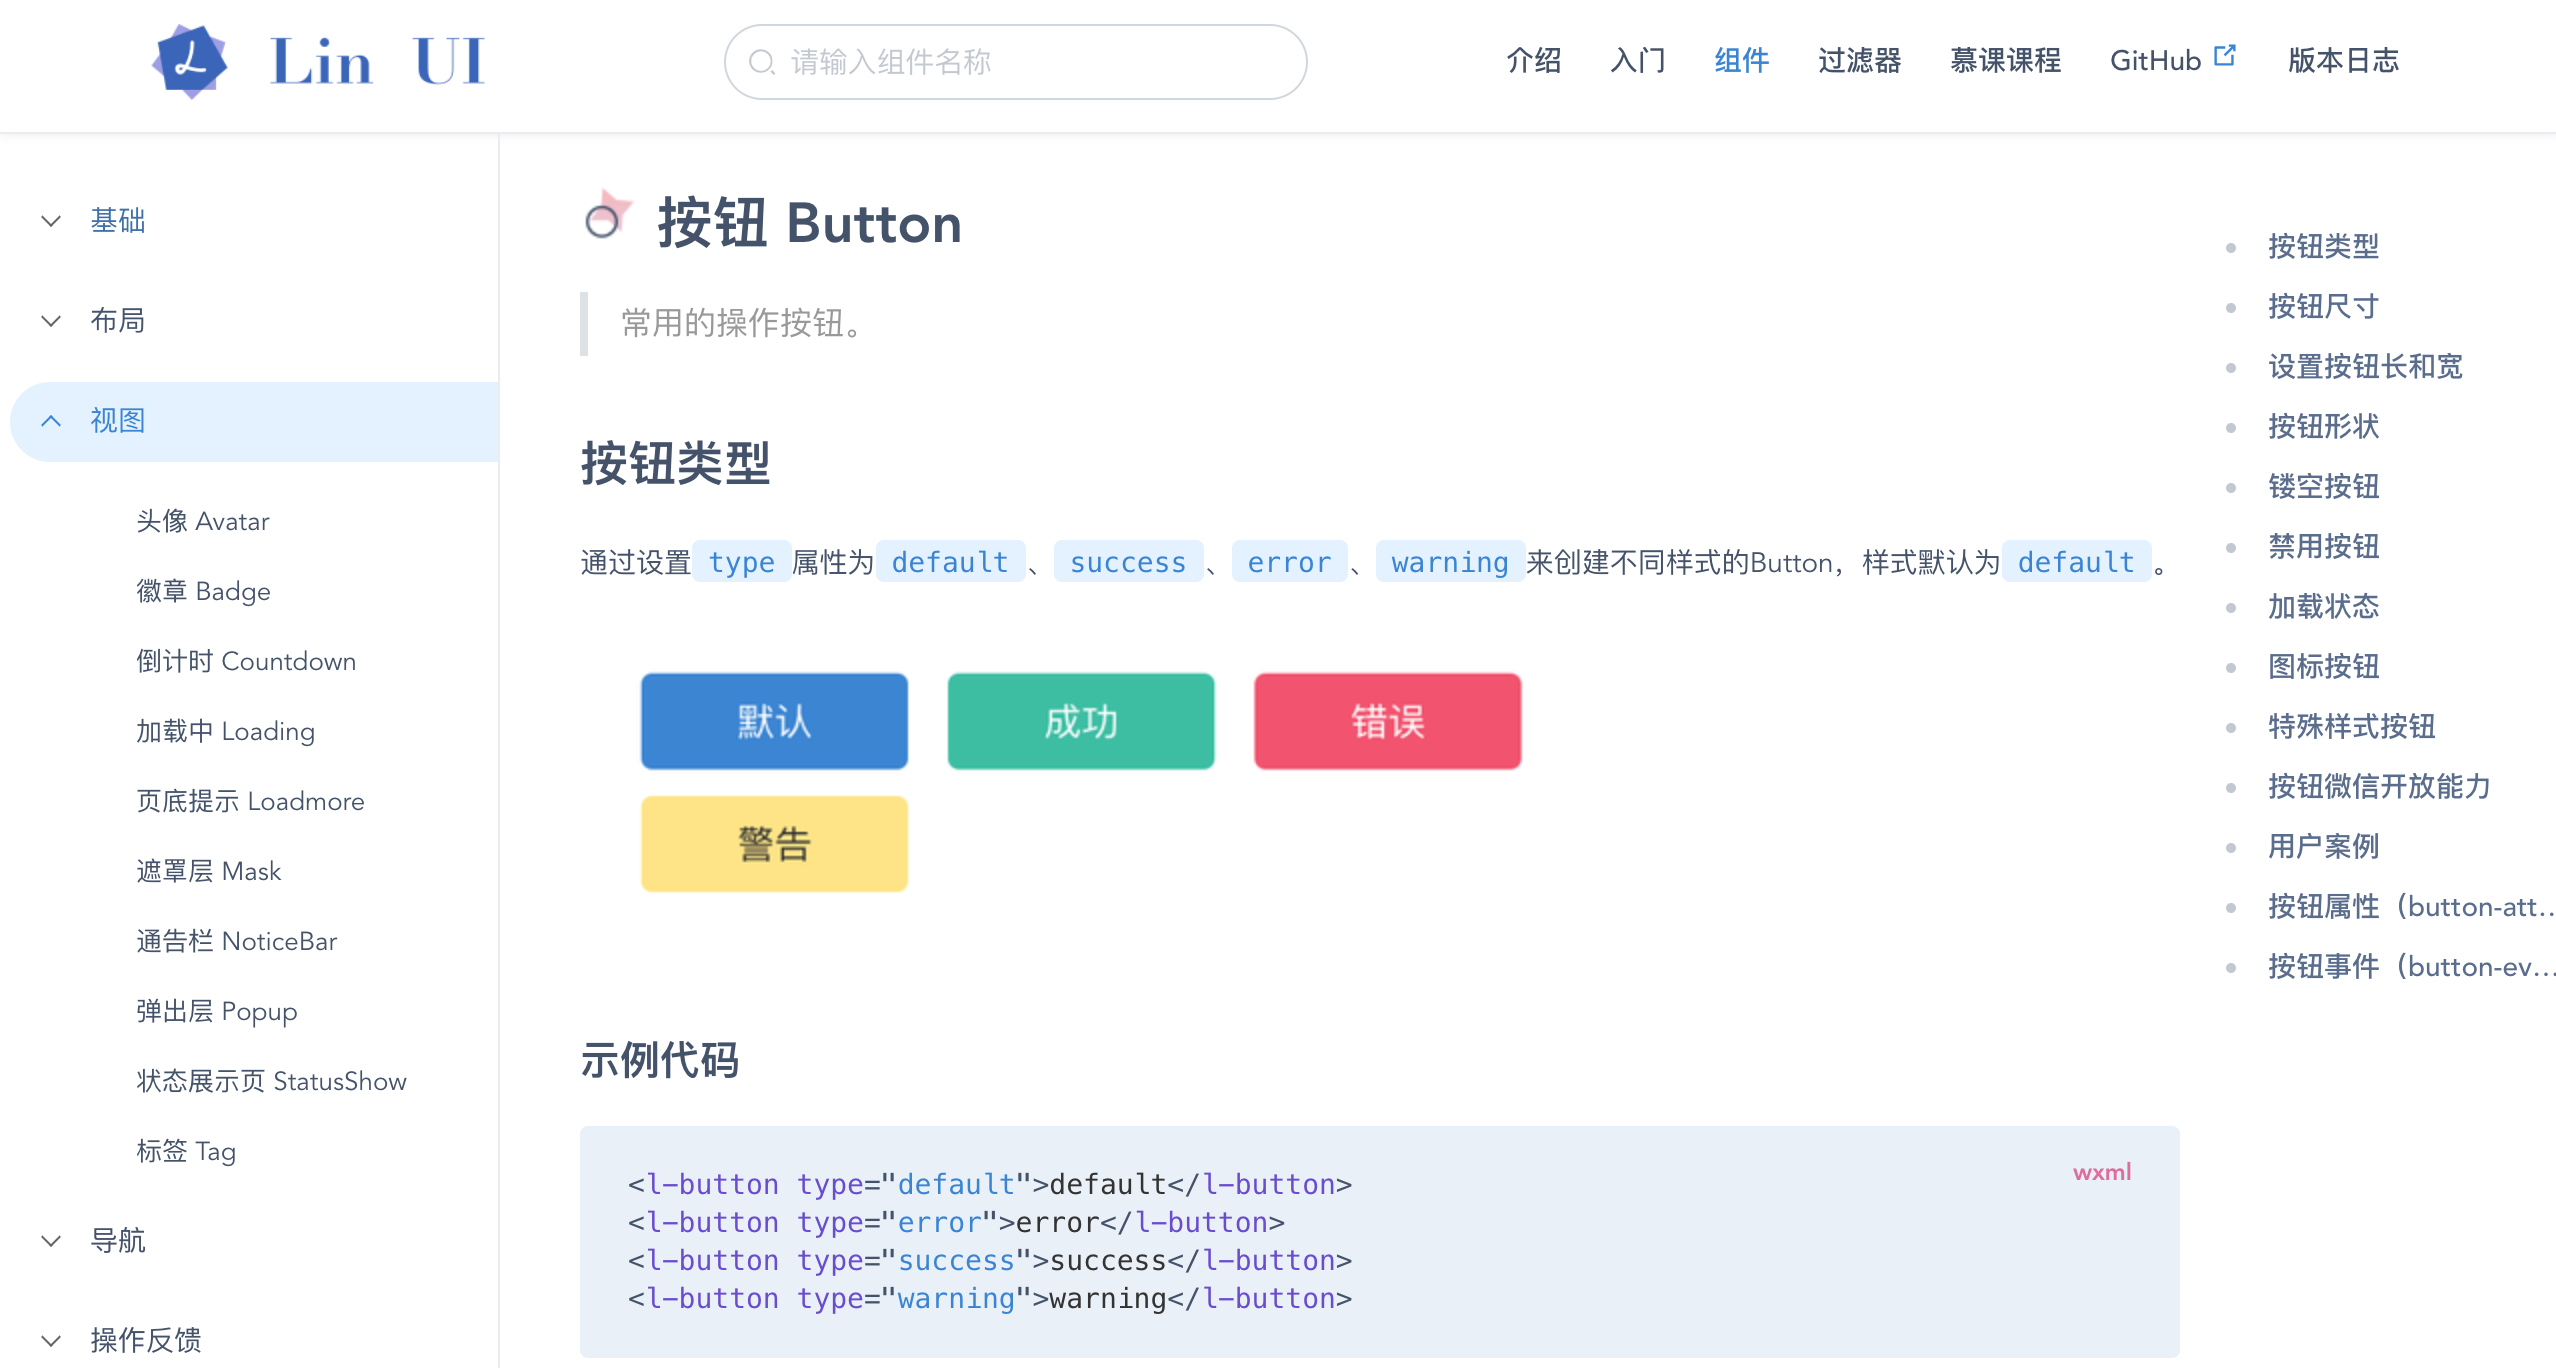 Lin UI
请输入组件名称
介绍 入门 组件 过滤器 慕课课程 GitHub 版本日志
基础
布局
视图
头像 Avatar
徽章 Badge
倒计时 Countdown
加载中 Loading
页底提示 Loadmore
遮罩层 Mask
通告栏 NoticeBar
弹出层 Popup
状态展示页 StatusShow
标签 Tag
导航
操作反馈
按钮 Button
常用的操作按钮。
按钮类型
通过设置 type 属性为 default 、 success 、 error 、 warning 来创建不同样式的Button，样式默认为 default 。
默认 成功 错误
警告
示例代码
wxml
<l-button type="default">default</l-button>
<l-button type="error">error</l-button>
<l-button type="success">success</l-button>
<l-button type="warning">warning</l-button>
按钮类型
按钮尺寸
设置按钮长和宽
按钮形状
镂空按钮
禁用按钮
加载状态
图标按钮
特殊样式按钮
按钮微信开放能力
用户案例
按钮属性（button-att...
按钮事件（button-ev...